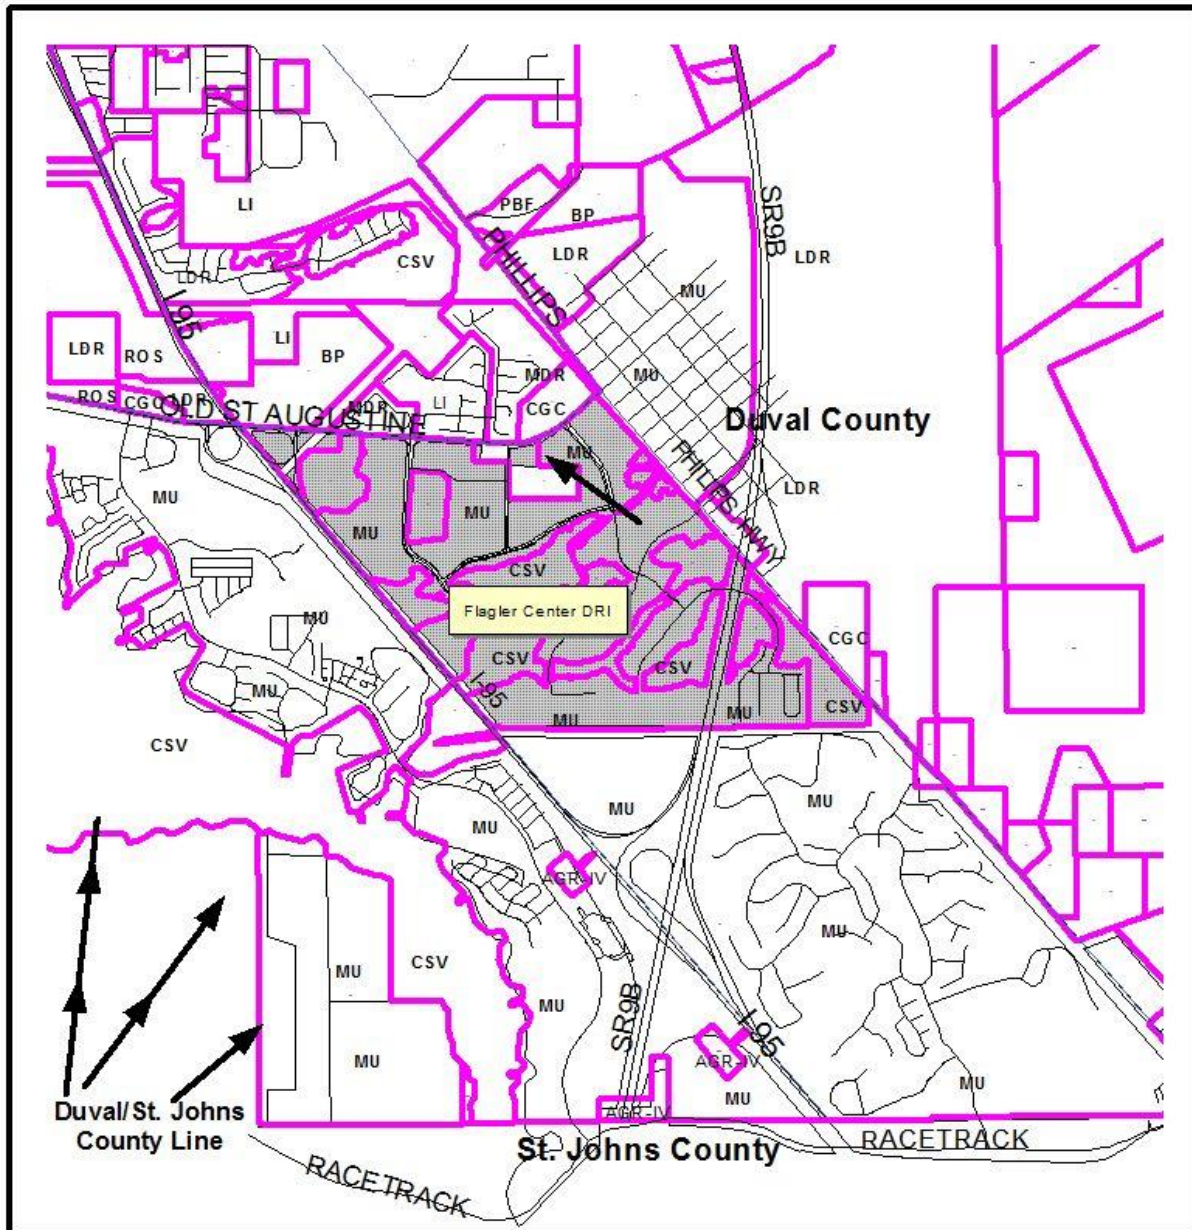 SR9B
PBF
BP
LI
PHILLIPS
LDR
LDR
CSV
LDR
MU
I-95
LI
LDR
ROS
BP
MDR
MU
ROS
CGC
LDR
OLD ST AUGUSTINE
MDR
LI
CGC
Duval County
MU
PHILIPS HWY
LDR
MU
MU
MU
CSV
Flagler Center DRI
MU
CGC
CSV
CSV
MU
I-95
CSV
MU
MU
CSV
MU
MU
MU
AGR-IV
MU
CSV
MU
MU
SR9B
I-95
MU
AGR-IV
MU
MU
AGR-IV
Duval/St. Johns
County Line
St. Johns County
RACETRACK
RACETRACK